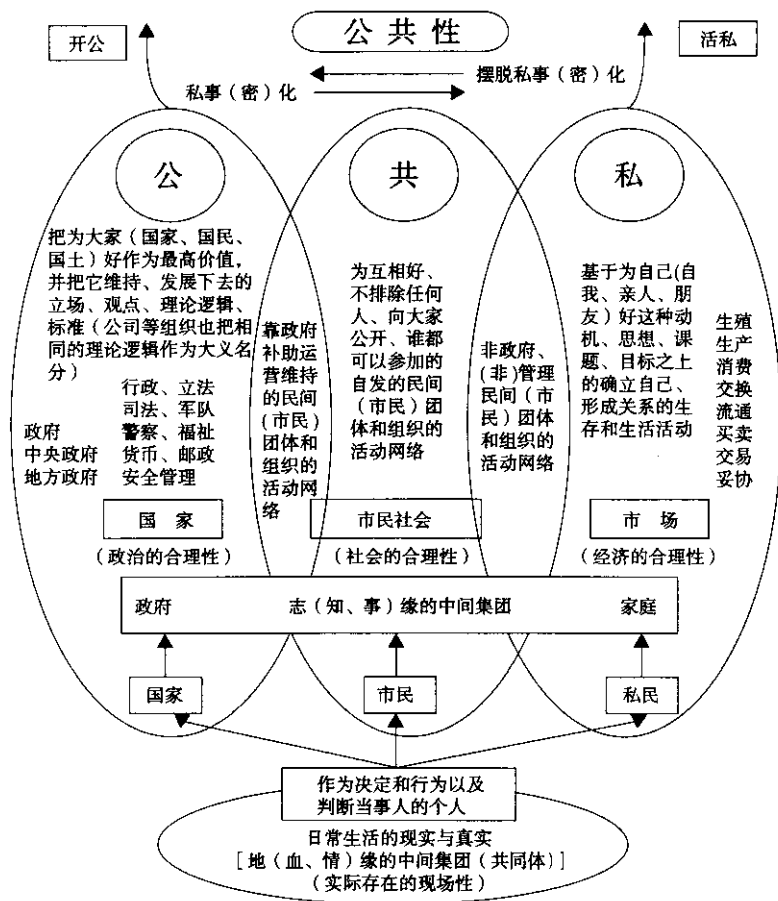 公共性
开公
活私
摆脱私事（密）化
私事（密）化
公
共
私
把为大家（国家、国民、
国土）好作为最高价值，
并把它维持、发展下去的
立场、观点、理论逻辑、
标准（公司等组织也把相
同的理论逻辑作为大义名
分）
行政、立法
司法、军队
政府 警察、福祉
中央政府 货币、邮政
地方政府 安全管理
靠政府
补助运
营维持
的民间
（市民）
团体和
组织的
活动网
络
为互相好、
不排除任何
人、向大家
公开、谁都
可以参加的
自发的民间
（市民）团
体和组织的
活动网络
非政府、
（非）管理
民间（市
民）团体
和组织的
活动网络
基于为自己(自
我、亲人、朋
友）好这种动
机、思想、课
题、目标之上
的确立自己、
形成关系的生
存和生活活动
生殖
生产
消费
交换
流通
买卖
交易
妥协
国家
市民社会
市场
（政治的合理性）
（社会的合理性）
（经济的合理性）
政府 志（知、事）缘的中间集团 家庭
国家
市民
私民
作为决定和行为以及
判断当事人的个人
日常生活的现实与真实
［地（血、情）缘的中间集团（共同体）］
（实际存在的现场性）